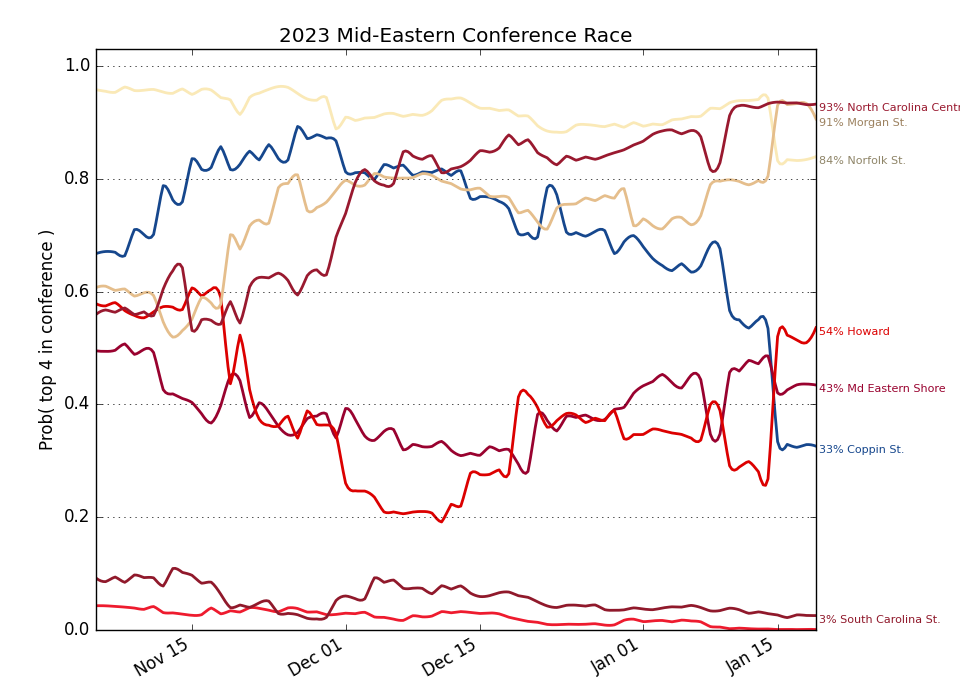 2023 Mid-Eastern Conference Race
Prob( top 4 in conference )
1.0
0.8
0.6
0.4
0.2
0.0
Nov 15
Dec 01
Dec 15
Jan 01
Jan 15
93% North Carolina Centr
91% Morgan St.
84% Norfolk St.
54% Howard
43% Md Eastern Shore
33% Coppin St.
3% South Carolina St.